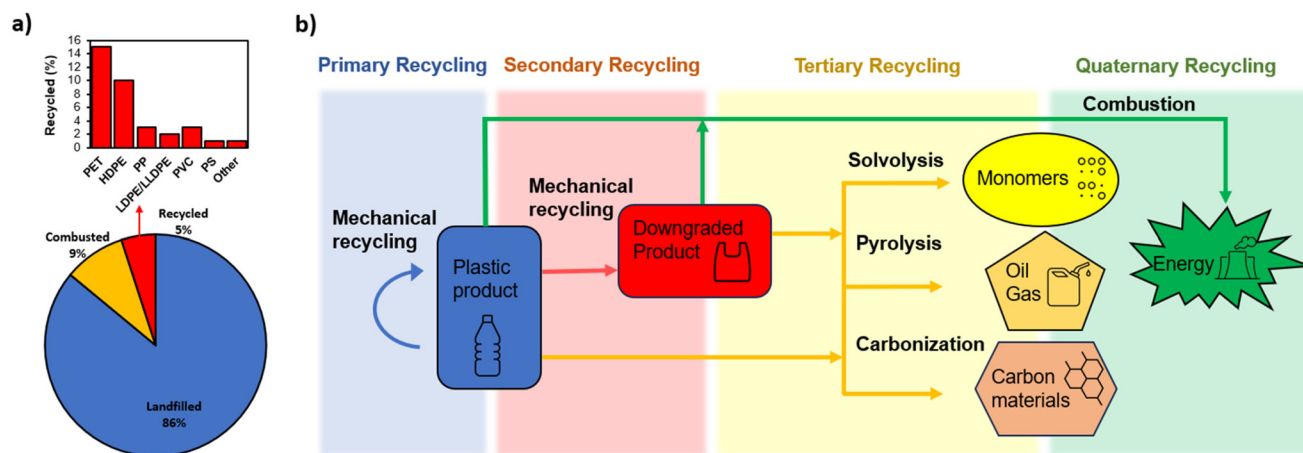 a)
Recycled (%)
16
14
12
10
8
6
4
2
0
PET
HDPE
PP
LDPE/LLDPE
PVC
PS
Other
Recycled
5%
Combusted
9%
Landfilled
86%
b)
Primary Recycling
Secondary Recycling
Tertiary Recycling
Quaternary Recycling
Combustion
Mechanical
recycling
Plastic
product
Mechanical
recycling
Downgraded
Product
Solvolysis
Monomers
Pyrolysis
Oil
Gas
Carbonization
Carbon
materials
Energy